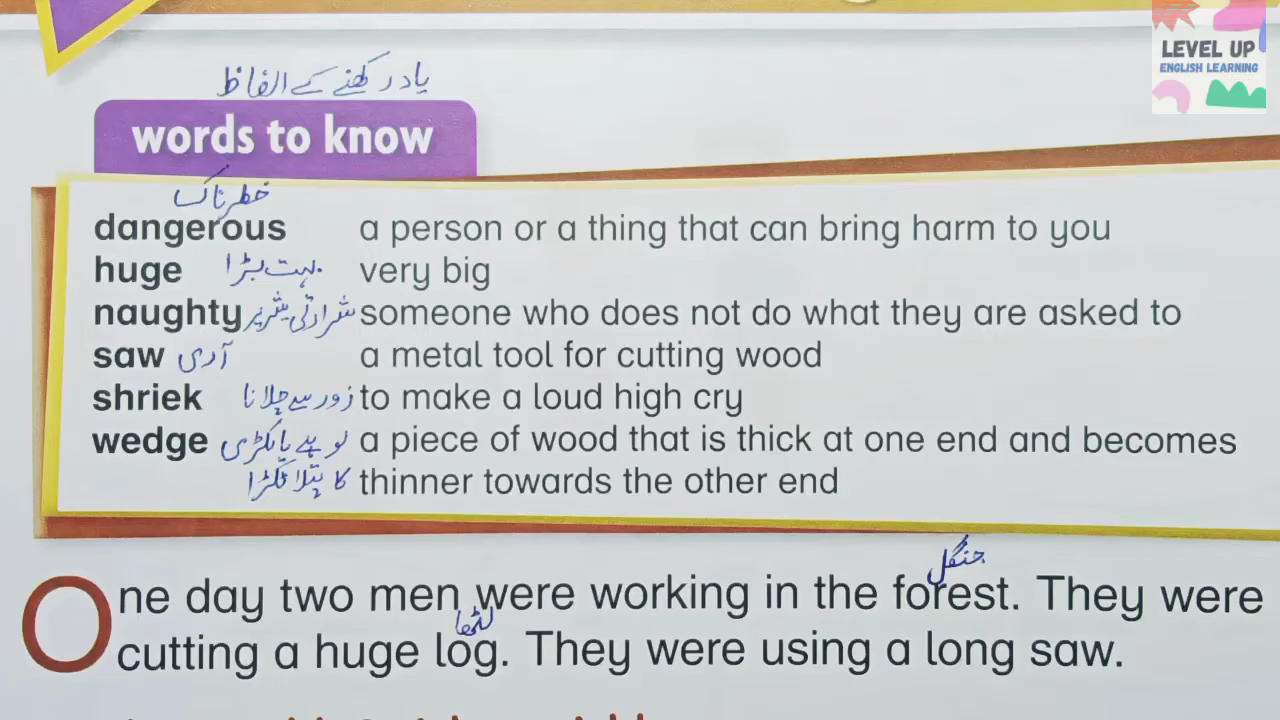 LEVEL UP
ENGLISH LEARNING
یاد رکھنے کے الفاظ
words to know
خطرناک
dangerous a person or a thing that can bring harm to you
huge بہت بڑا very big
naughty شرارتی شریر someone who does not do what they are asked to
saw آری a metal tool for cutting wood
shriek زور سے چلانا to make a loud high cry
wedge لوہے یا لکڑی a piece of wood that is thick at one end and becomes
کا پتلا ٹکڑا thinner towards the other end
جنگل
One day two men were working in the forest. They were
لٹھا
cutting a huge log. They were using a long saw.